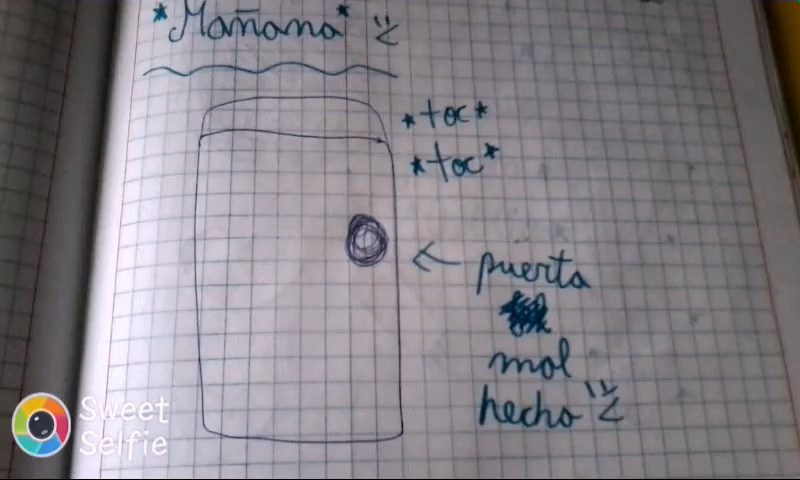 *Mañana* ":<
*toc*
*toc*
← puerta
mal
hecho ":<
Sweet
Selfie